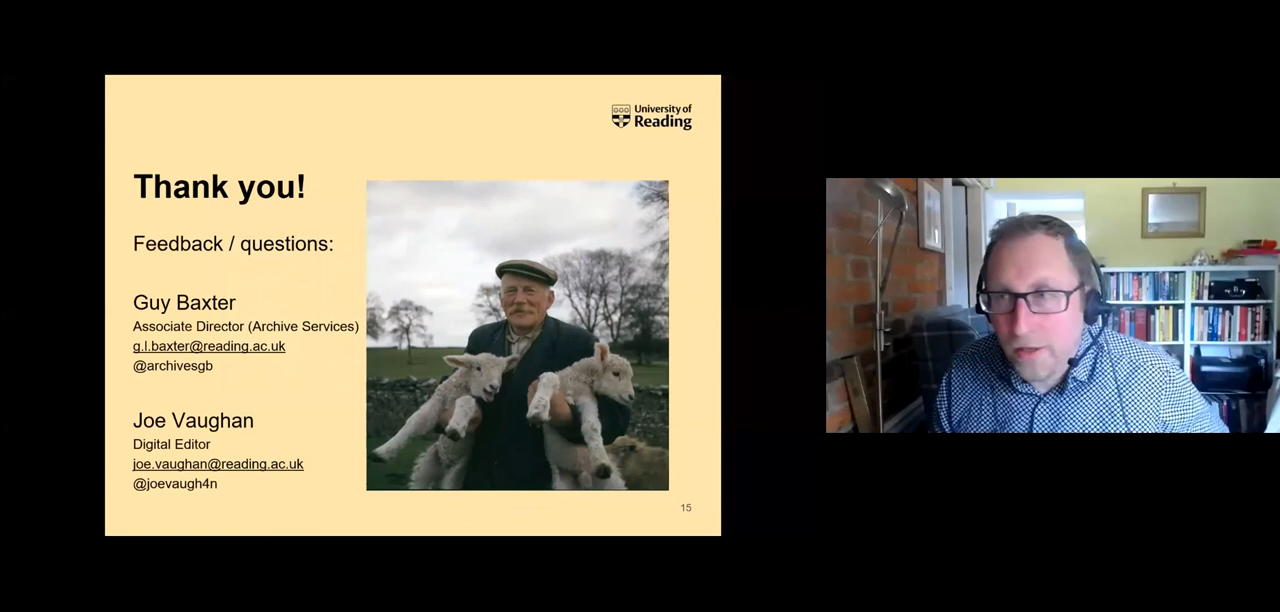 University of
Reading
Thank you!
Feedback / questions:
Guy Baxter
Associate Director (Archive Services)
g.l.baxter@reading.ac.uk
@archivesgb
Joe Vaughan
Digital Editor
joe.vaughan@reading.ac.uk
@joevaugh4n
15